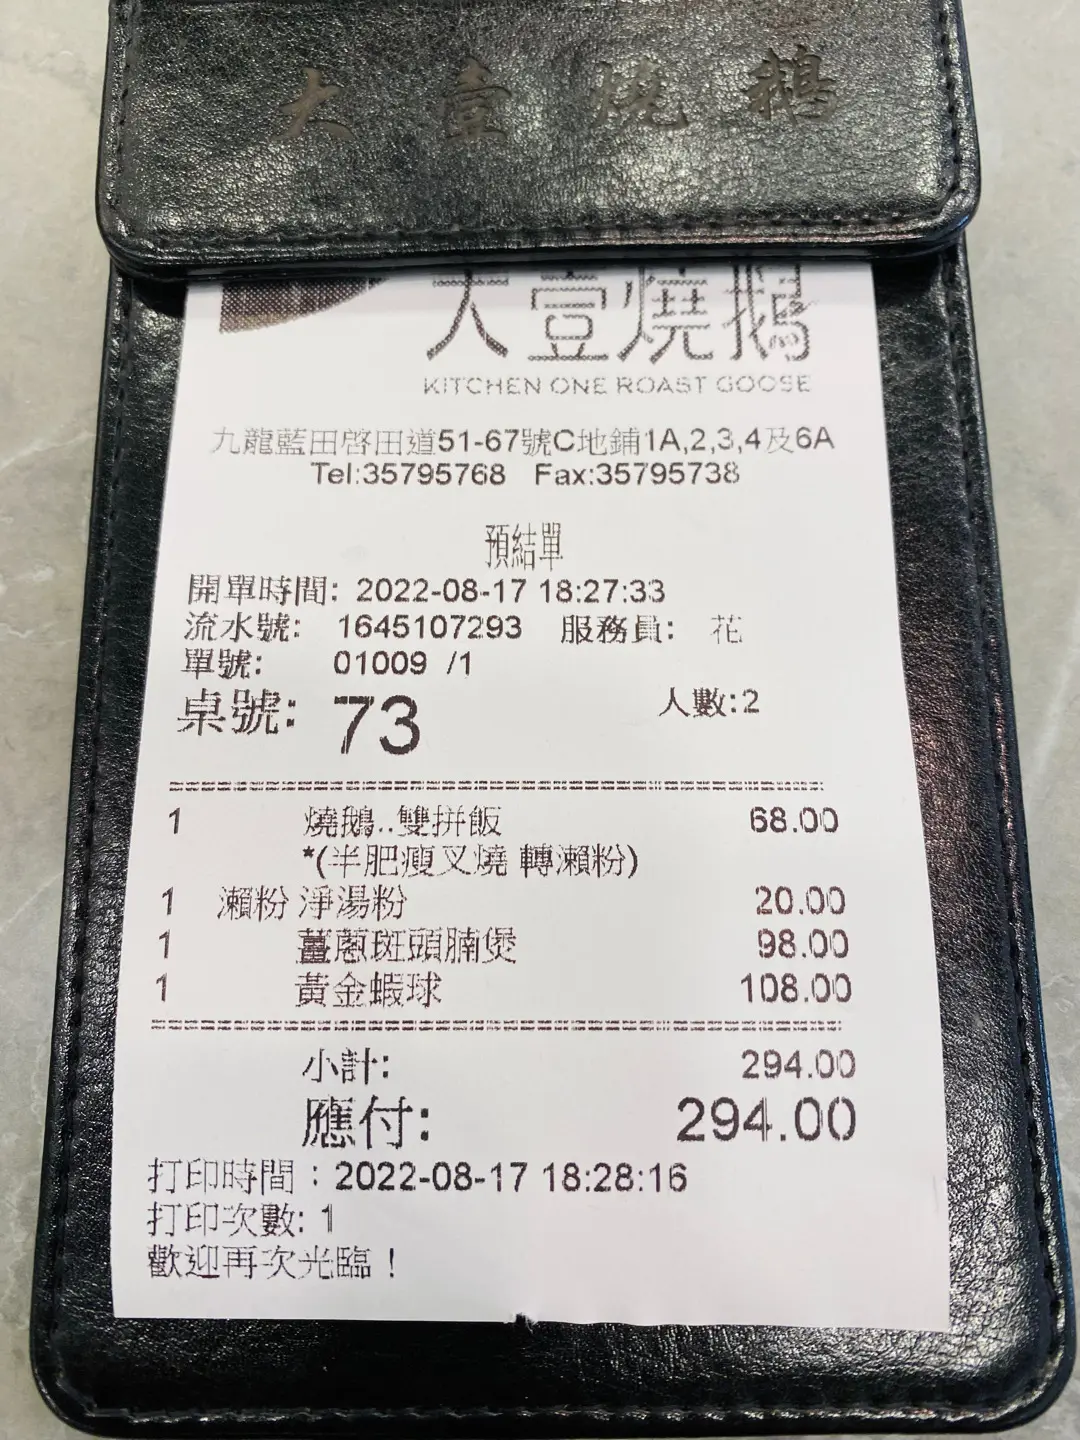 大壹燒鵝
大壹燒鵝
KITCHEN ONE ROAST GOOSE
九龍藍田啓田道51-67號C地鋪1A,2,3,4及6A
Tel:35795768 Fax:35795738
預結單
開單時間: 2022-08-17 18:27:33
流水號: 1645107293 服務員: 花
單號: 01009 /1
桌號: 73 人數:2
1 燒鵝..雙拼飯 68.00
*(半肥瘦叉燒 轉瀨粉)
1 瀨粉 淨湯粉 20.00
1 薑蔥斑頭腩煲 98.00
1 黃金蝦球 108.00
小計: 294.00
應付: 294.00
打印時間：2022-08-17 18:28:16
打印次數: 1
歡迎再次光臨！